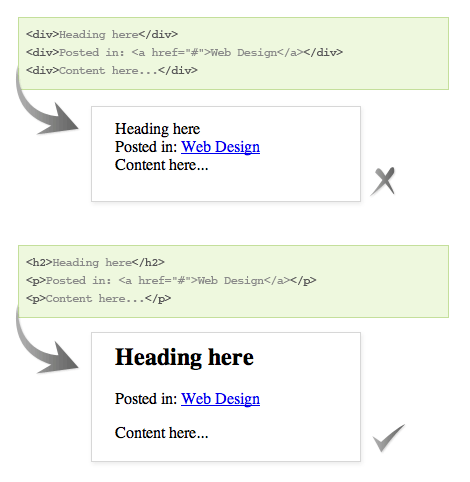 <div>Heading here</div>
<div>Posted in: <a href="#">Web Design</a></div>
<div>Content here...</div>
Heading here
Posted in: Web Design
Content here...
<h2>Heading here</h2>
<p>Posted in: <a href="#">Web Design</a></p>
<p>Content here...</p>
Heading here
Posted in: Web Design
Content here...